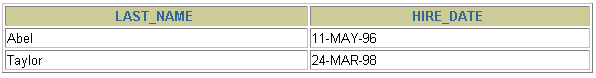 LAST_NAME HIRE_DATE
Abel 11-MAY-96
Taylor 24-MAR-98